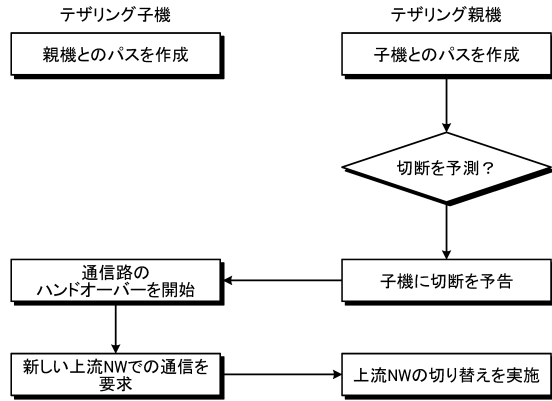 テザリング子機
テザリング親機
親機とのパスを作成
子機とのパスを作成
切断を予測？
通信路の
ハンドオーバーを開始
子機に切断を予告
新しい上流NWでの通信を
要求
上流NWの切り替えを実施